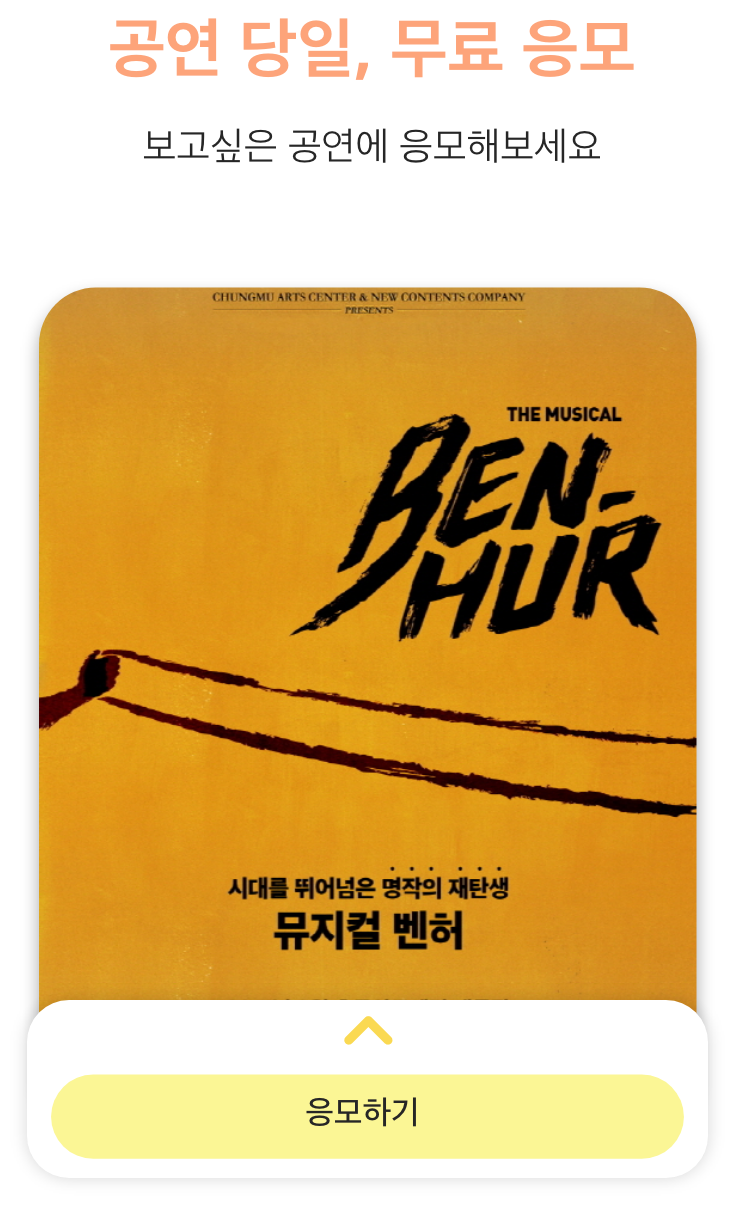 공연 당일, 무료 응모
보고싶은 공연에 응모해보세요
CHUNGMU ARTS CENTER & NEW CONTENTS COMPANY
PRESENTS
THE MUSICAL
BEN-
HUR
시대를 뛰어넘은 명작의 재탄생
뮤지컬 벤허
응모하기